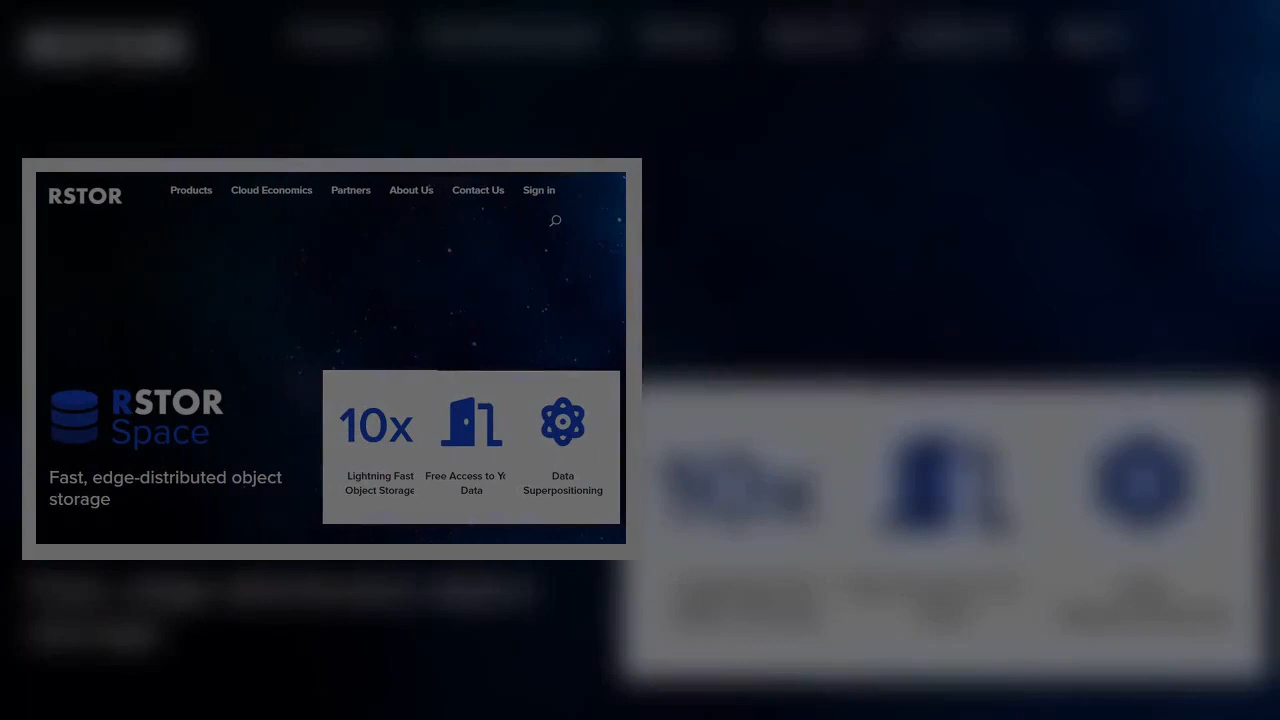 RSTOR
Products Cloud Economics Partners About Us Contact Us Sign in
RSTOR
Space
Fast, edge-distributed object
storage
10x
Lightning Fast
Object Storage
Free Access to Yo
Data
Data
Superpositioning